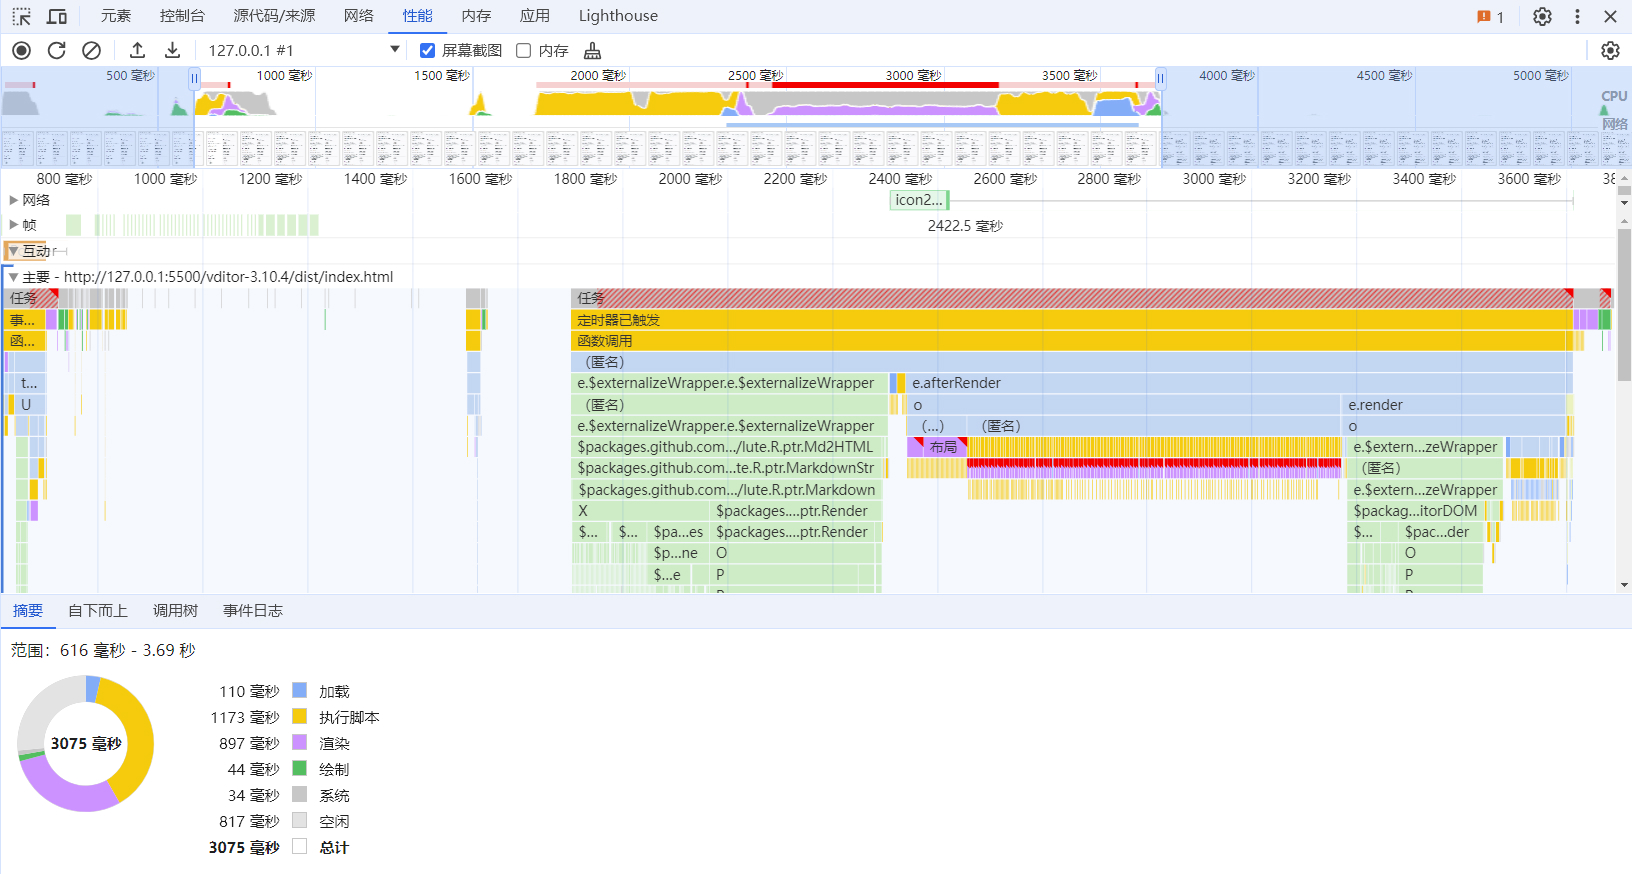 元素 控制台 源代码/来源 网络 性能 内存 应用 Lighthouse 1
127.0.0.1 #1 屏幕截图 内存
500 毫秒 1000 毫秒 1500 毫秒 2000 毫秒 2500 毫秒 3000 毫秒 3500 毫秒 4000 毫秒 4500 毫秒 5000 毫秒
CPU
网络
800 毫秒 1000 毫秒 1200 毫秒 1400 毫秒 1600 毫秒 1800 毫秒 2000 毫秒 2200 毫秒 2400 毫秒 2600 毫秒 2800 毫秒 3000 毫秒 3200 毫秒 3400 毫秒 3600 毫秒 38
网络 icon2...
帧 2422.5 毫秒
互动
主要 - http://127.0.0.1:5500/vditor-3.10.4/dist/index.html
任务 任务
事... 定时器已触发
函... 函数调用
（匿名）
t... e.$externalizeWrapper.e.$externalizeWrapper e.afterRender
U （匿名） o e.render
e.$externalizeWrapper.e.$externalizeWrapper (...) （匿名） o
$packages.github.com.../lute.R.ptr.Md2HTML 布局 e.$extern...zeWrapper
$packages.github.com...te.R.ptr.MarkdownStr （匿名）
$packages.github.com.../lute.R.ptr.Markdown e.$extern...zeWrapper
X $packages....ptr.Render $packag...itorDOM
$... $... $pa...es $packages....ptr.Render $... $pac...der
$p...ne O O
$...e P P
摘要 自下而上 调用树 事件日志
范围：616 毫秒 - 3.69 秒
3075 毫秒
110 毫秒 加载
1173 毫秒 执行脚本
897 毫秒 渲染
44 毫秒 绘制
34 毫秒 系统
817 毫秒 空闲
3075 毫秒 总计